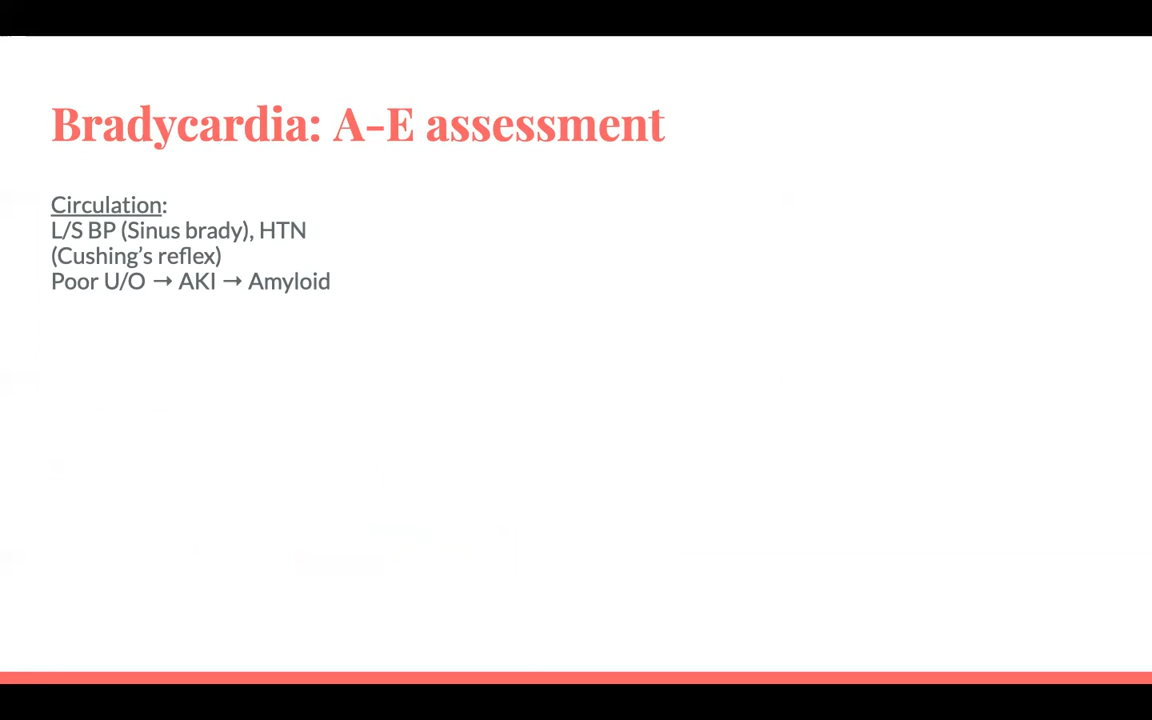 Bradycardia: A-E assessment
Circulation:
L/S BP (Sinus brady), HTN
(Cushing’s reflex)
Poor U/O → AKI → Amyloid